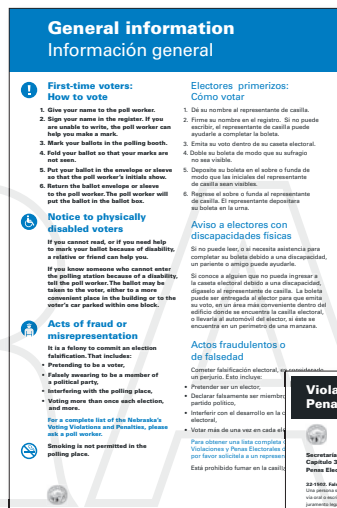 General information
Información general
First-time voters:
How to vote
1. Give your name to the poll worker.
2. Sign your name in the register. If you
are unable to write, the poll worker can
help you make a mark.
3. Mark your ballots in the polling booth.
4. Fold your ballot so that your marks are
not seen.
5. Put your ballot in the envelope or sleeve
so that the poll worker's initials show.
6. Return the ballot envelope or sleeve
to the poll worker. The poll worker will
put the ballot in the ballot box.
Notice to physically
disabled voters
If you cannot read, or if you need help
to mark your ballot because of disability,
a relative or friend can help you.
If you know someone who cannot enter
the polling station because of a disability,
tell the poll worker. The ballot may be
taken to the voter, either to a more
convenient place in the building or to the
voter's car parked within one block.
Acts of fraud or
misrepresentation
It is a felony to commit an election
falsification. That includes:
• Pretending to be a voter,
• Falsely swearing to be a member of
a political party,
• Interfering with the polling place,
• Voting more than once each election,
and more.
For a complete list of the Nebraska's
Voting Violations and Penalties, please
ask a poll worker.
Smoking is not permitted in the
polling place.
Electores primerizos:
Cómo votar
1. Dé su nombre al representante de casilla.
2. Firme su nombre en el registro. Si no puede
escribir, el representante de casilla puede
ayudarle a completar la boleta.
3. Emita su voto dentro de su caseta electoral.
4. Doble su boleta de modo que su sufragio
no sea visible.
5. Deposite su boleta en el sobre o funda de
modo que las iniciales del representante
de casilla sean visibles.
6. Regrese el sobre o funda al representante
de casilla. El representante depositara
su boleta en la urna.
Aviso a electores con
discapacidades físicas
Si no puede leer, o si necesita asistencia para
completar su boleta debido a una discapacidad,
un pariente o amigo puede ayudarle.
Si conoce a alguien que no pueda ingresar a
la caseta electoral debido a una discapacidad,
dígaselo al representante de casilla. La boleta
puede ser entregada al elector para que emita
su voto, en un área mas conveniente dentro del
edificio donde se encuentra la casilla electoral,
o llevarla al automóvil del elector, si éste se
encuentra en un perímetro de una manzana.
Actos fraudulentos o
de falsedad
Cometer falsificación electoral, es considerado
un perjurio. Esto incluye:
• Pretender ser un elector,
• Declarar falsamente ser miembro
partido político,
• Interferir con el desarrollo en la c
electoral,
• Votar más de una vez en cada el
Para obtener una lista completa
Violaciones y Penas Electorales d
por favor solicítela a un represen
Está prohibido fumar en la casill
Viola
Pena
Secretaría
Capítulo 3
Penas Elec